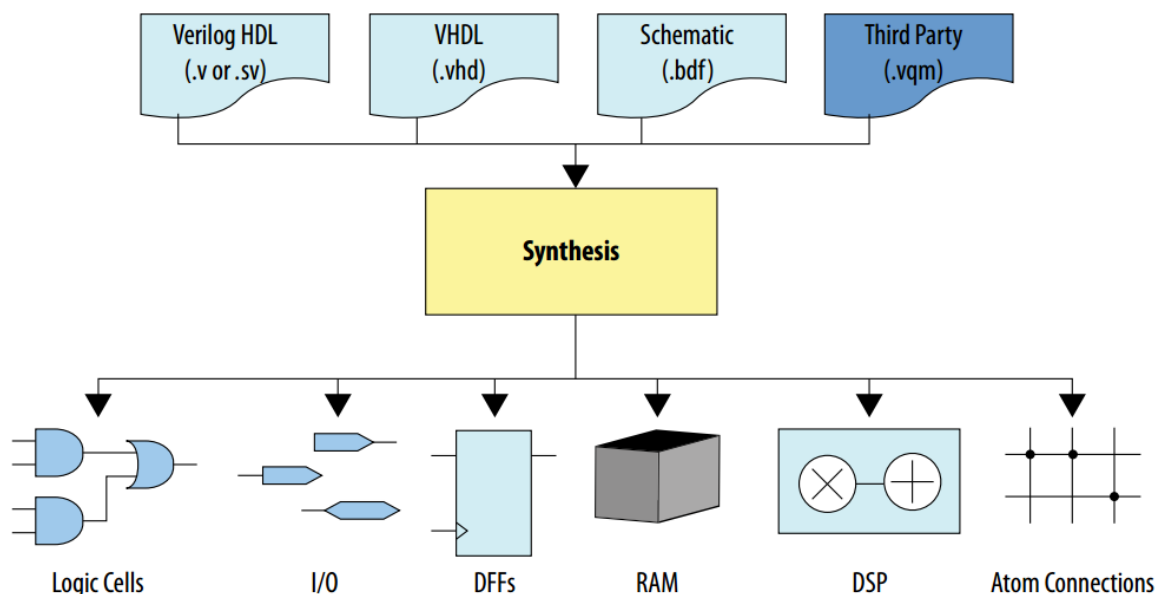 Verilog HDL
(.v or .sv)
VHDL
(.vhd)
Schematic
(.bdf)
Third Party
(.vqm)
Synthesis
Logic Cells
I/O
DFFs
RAM
DSP
Atom Connections